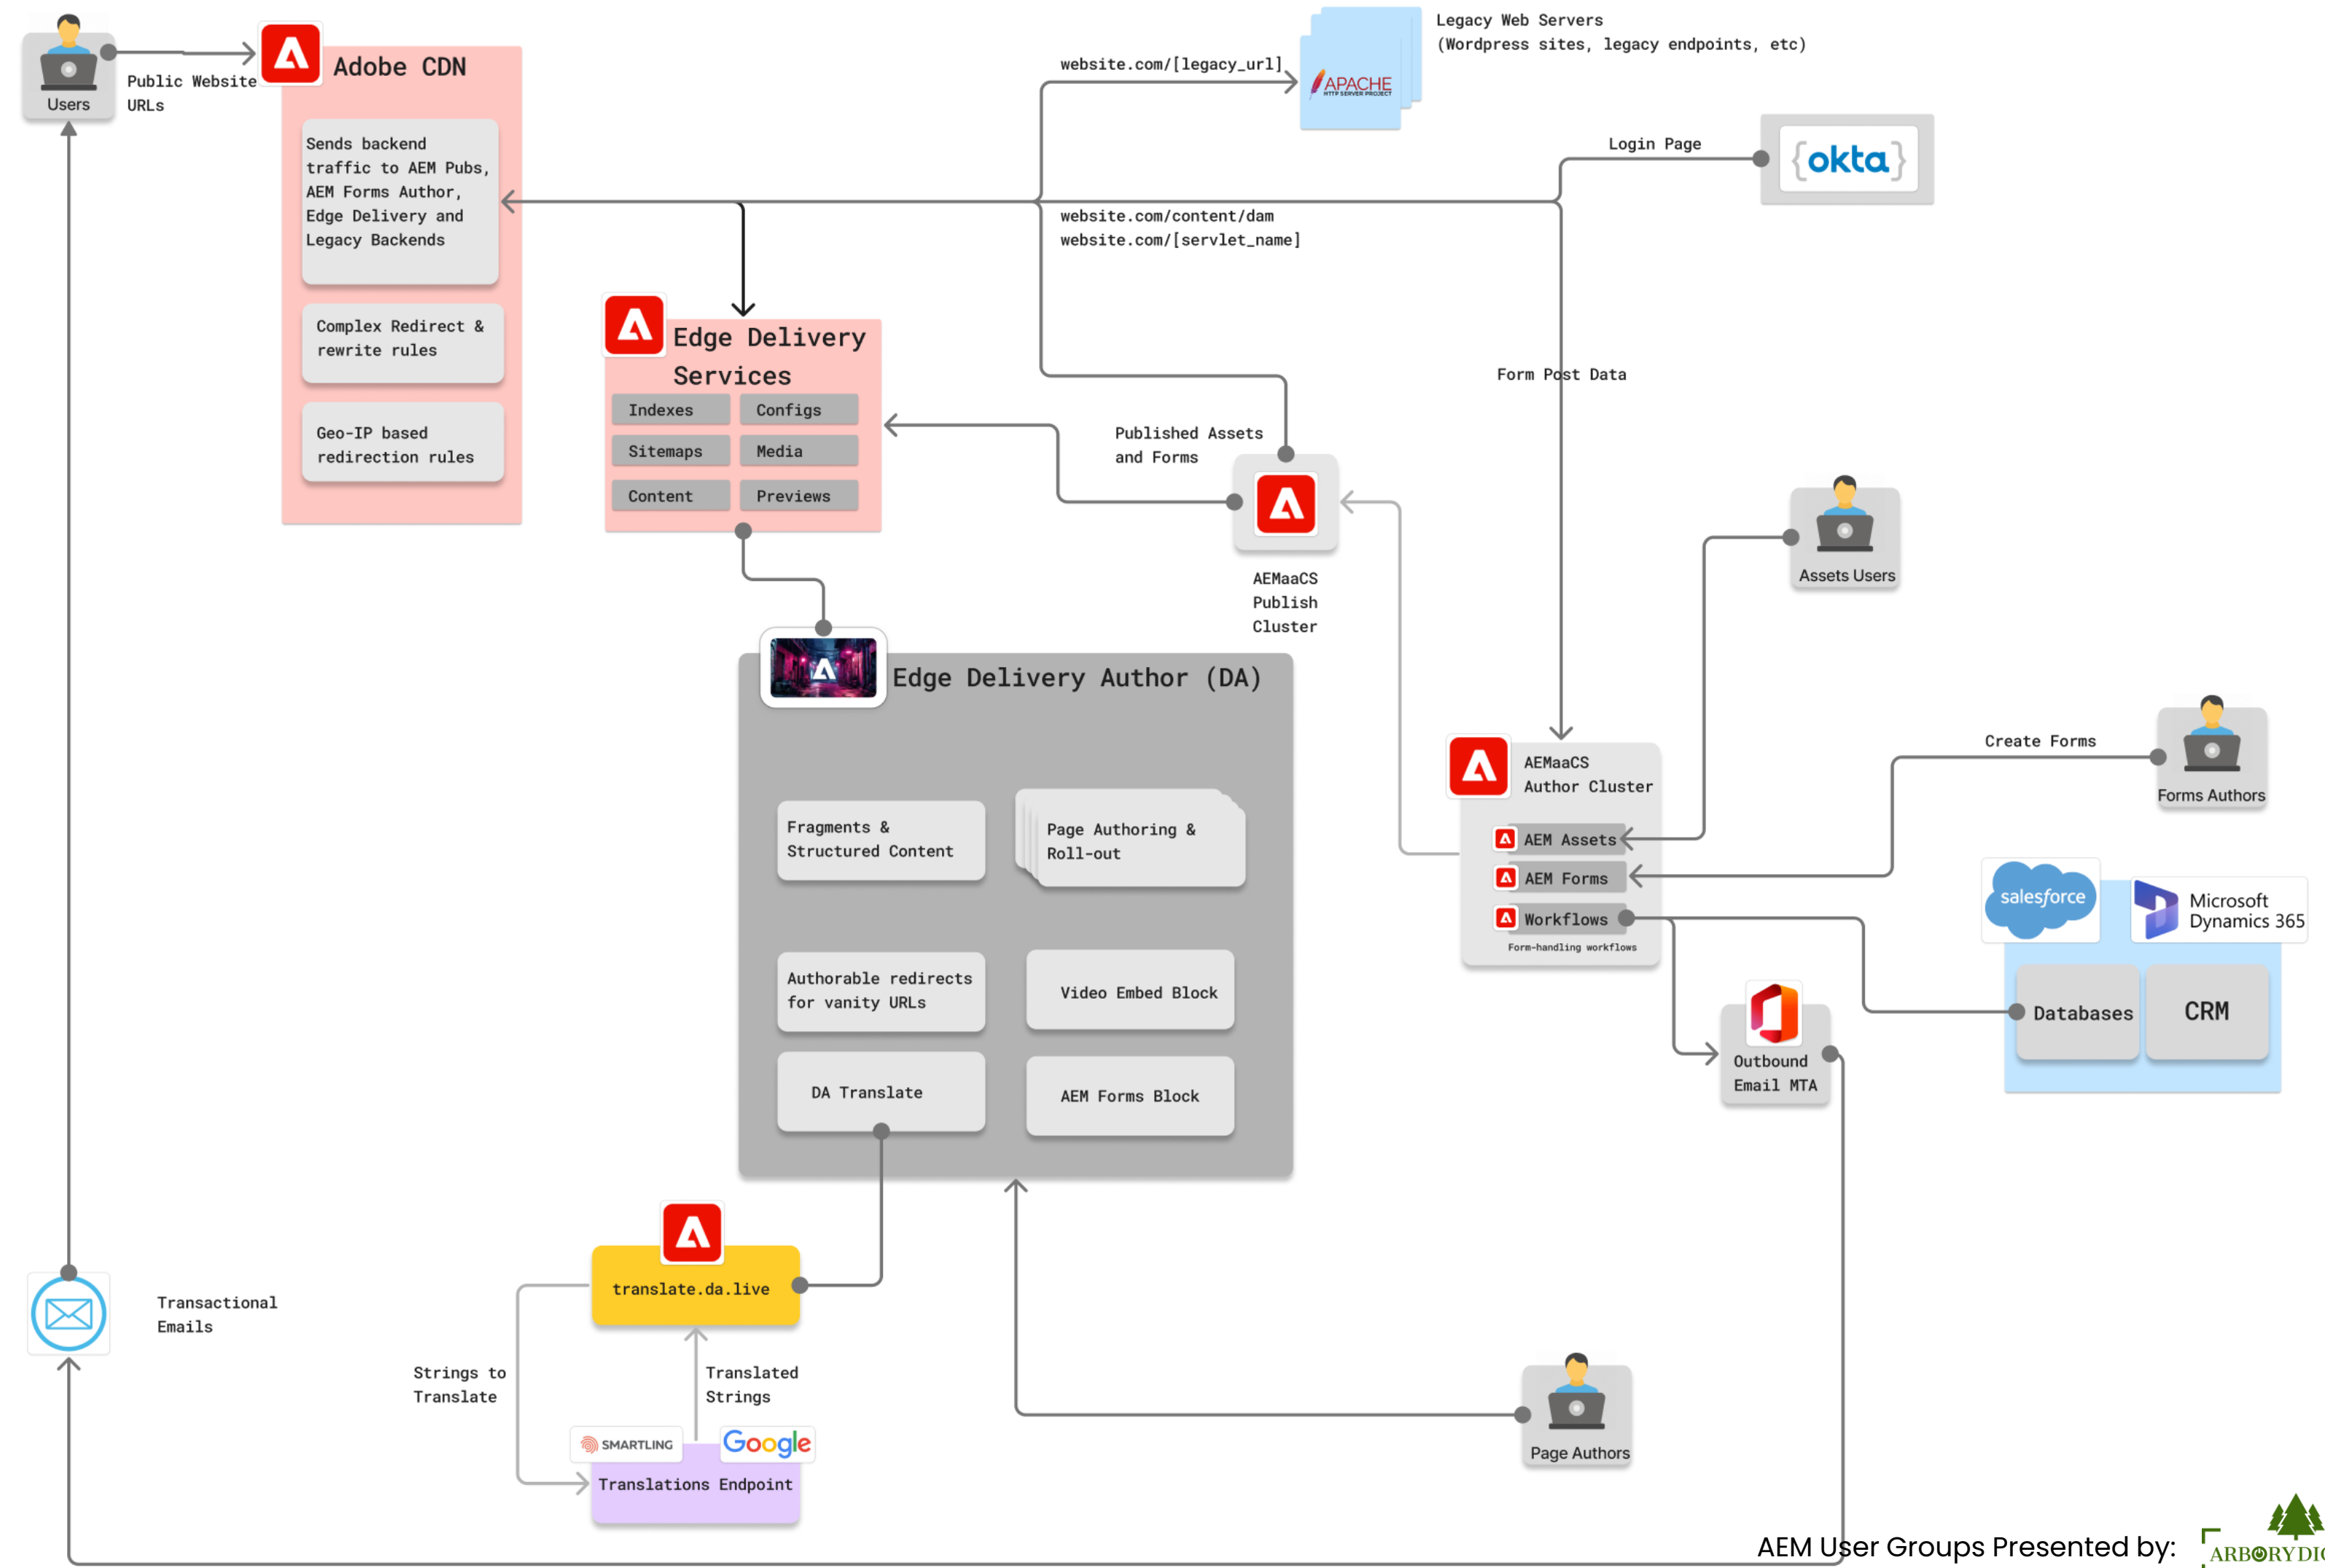 Users
Public Website
URLs
Adobe CDN
Sends backend
traffic to AEM Pubs,
AEM Forms Author,
Edge Delivery and
Legacy Backends
Complex Redirect &
rewrite rules
Geo-IP based
redirection rules
website.com/[legacy_url]
APACHE
HTTP SERVER PROJECT
Legacy Web Servers
(Wordpress sites, legacy endpoints, etc)
Login Page
{okta}
website.com/content/dam
website.com/[servlet_name]
Edge Delivery
Services
Indexes
Configs
Sitemaps
Media
Content
Previews
Published Assets
and Forms
AEMaaCS
Publish
Cluster
Form Post Data
Assets Users
Edge Delivery Author (DA)
Fragments &
Structured Content
Page Authoring &
Roll-out
Authorable redirects
for vanity URLs
Video Embed Block
DA Translate
AEM Forms Block
AEMaaCS
Author Cluster
AEM Assets
AEM Forms
Workflows
Form-handling workflows
Create Forms
Forms Authors
salesforce
Microsoft
Dynamics 365
Databases
CRM
Outbound
Email MTA
translate.da.live
Strings to
Translate
Translated
Strings
SMARTLING
Google
Translations Endpoint
Transactional
Emails
Page Authors
AEM User Groups Presented by:
ARBORY DIG